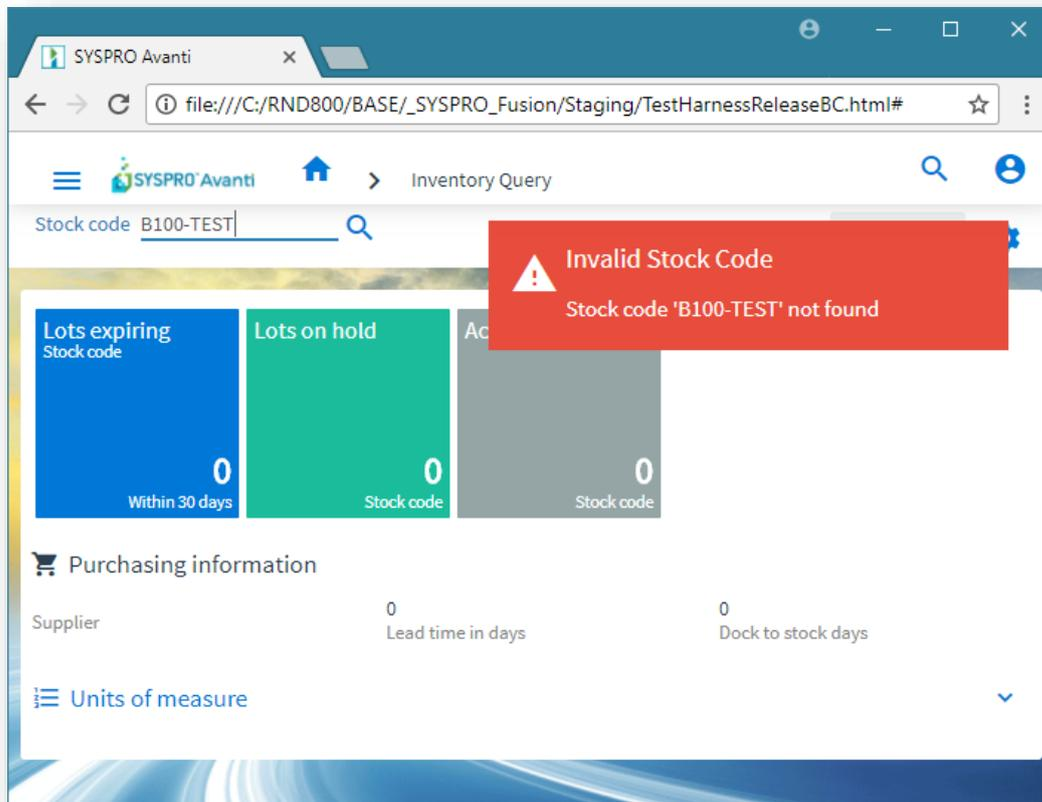 SYSPRO Avanti
file:///C:/RND800/BASE/_SYSPRO_Fusion/Staging/TestHarnessReleaseBC.html#
SYSPRO Avanti
Inventory Query
Stock code B100-TEST
Invalid Stock Code
Stock code 'B100-TEST' not found
Lots expiring
Stock code
0
Within 30 days
Lots on hold
0
Stock code
Ac
0
Stock code
Purchasing information
Supplier
0
Lead time in days
0
Dock to stock days
Units of measure